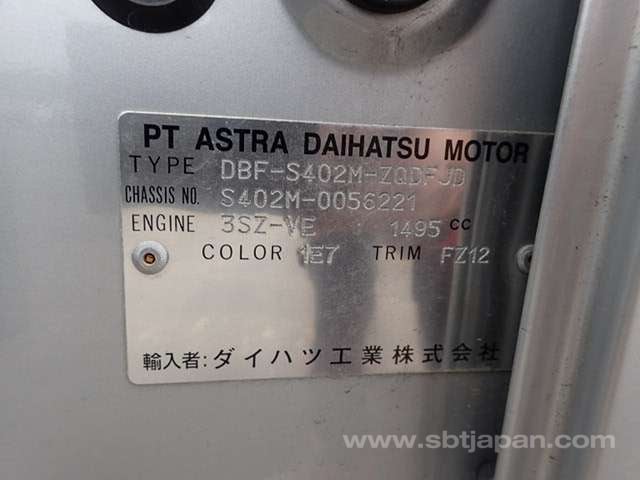 PT ASTRA DAIHATSU MOTOR
TYPE DBF-S402M-ZQDFJD
CHASSIS NO. S402M-0056221
ENGINE 3SZ-VE 1495 cc
COLOR 1E7 TRIM FZ12
輸入者:ダイハツ工業株式会社
www.sbtjapan.com